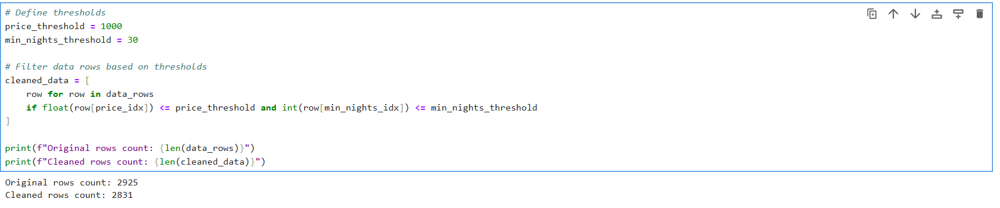 # Define thresholds
price_threshold = 1000
min_nights_threshold = 30
# Filter data rows based on thresholds
cleaned_data = [
    row for row in data_rows
    if float(row[price_idx]) <= price_threshold and int(row[min_nights_idx]) <= min_nights_threshold
]
print(f"Original rows count: {len(data_rows)}")
print(f"Cleaned rows count: {len(cleaned_data)}")
Original rows count: 2925
Cleaned rows count: 2831